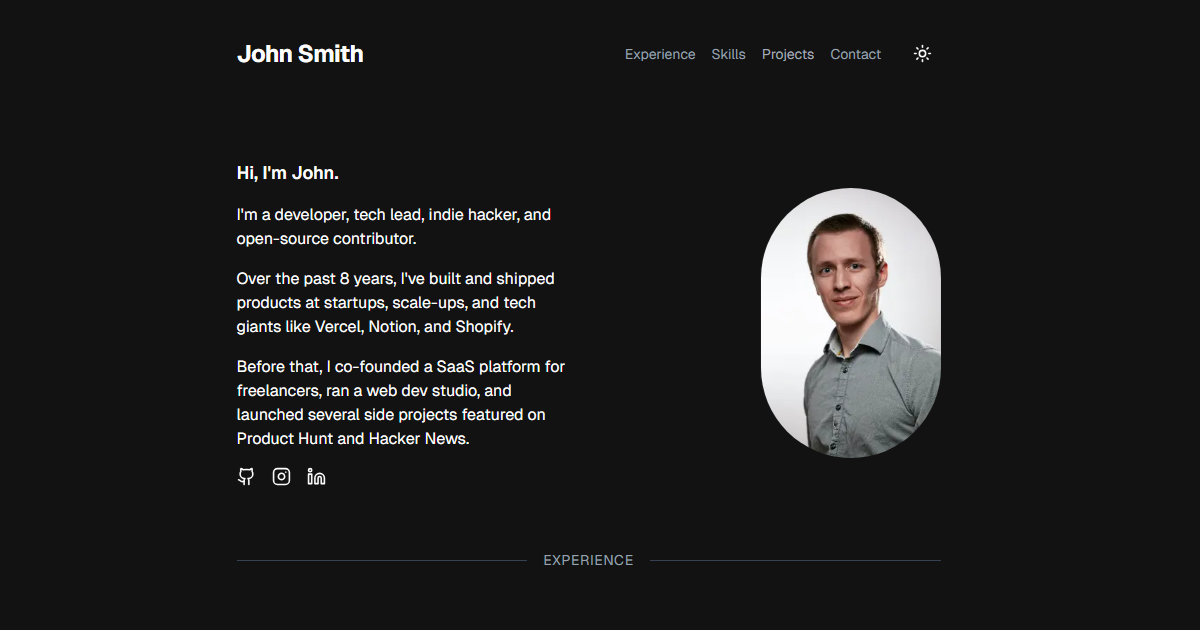 John Smith
Experience Skills Projects Contact
Hi, I'm John.
I'm a developer, tech lead, indie hacker, and
open-source contributor.
Over the past 8 years, I've built and shipped
products at startups, scale-ups, and tech
giants like Vercel, Notion, and Shopify.
Before that, I co-founded a SaaS platform for
freelancers, ran a web dev studio, and
launched several side projects featured on
Product Hunt and Hacker News.
EXPERIENCE